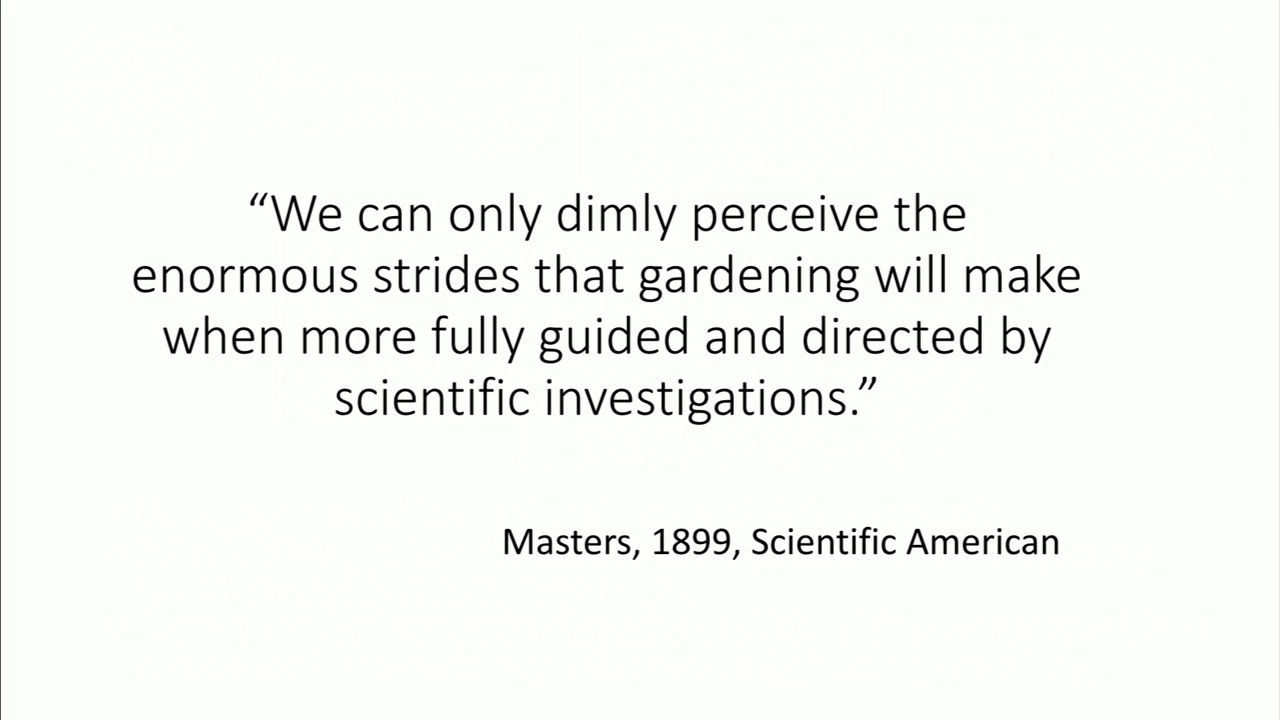 “We can only dimly perceive the
enormous strides that gardening will make
when more fully guided and directed by
scientific investigations.”
Masters, 1899, Scientific American